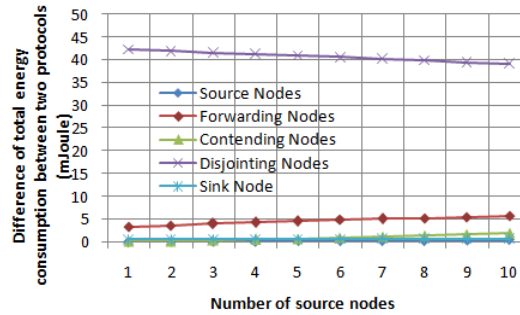 Difference of total energy
consumption between two protocols
(mJoule)
50
45
40
35
30
25
20
15
10
5
0
Source Nodes
Forwarding Nodes
Contending Nodes
Disjointing Nodes
Sink Node
1 2 3 4 5 6 7 8 9 10
Number of source nodes